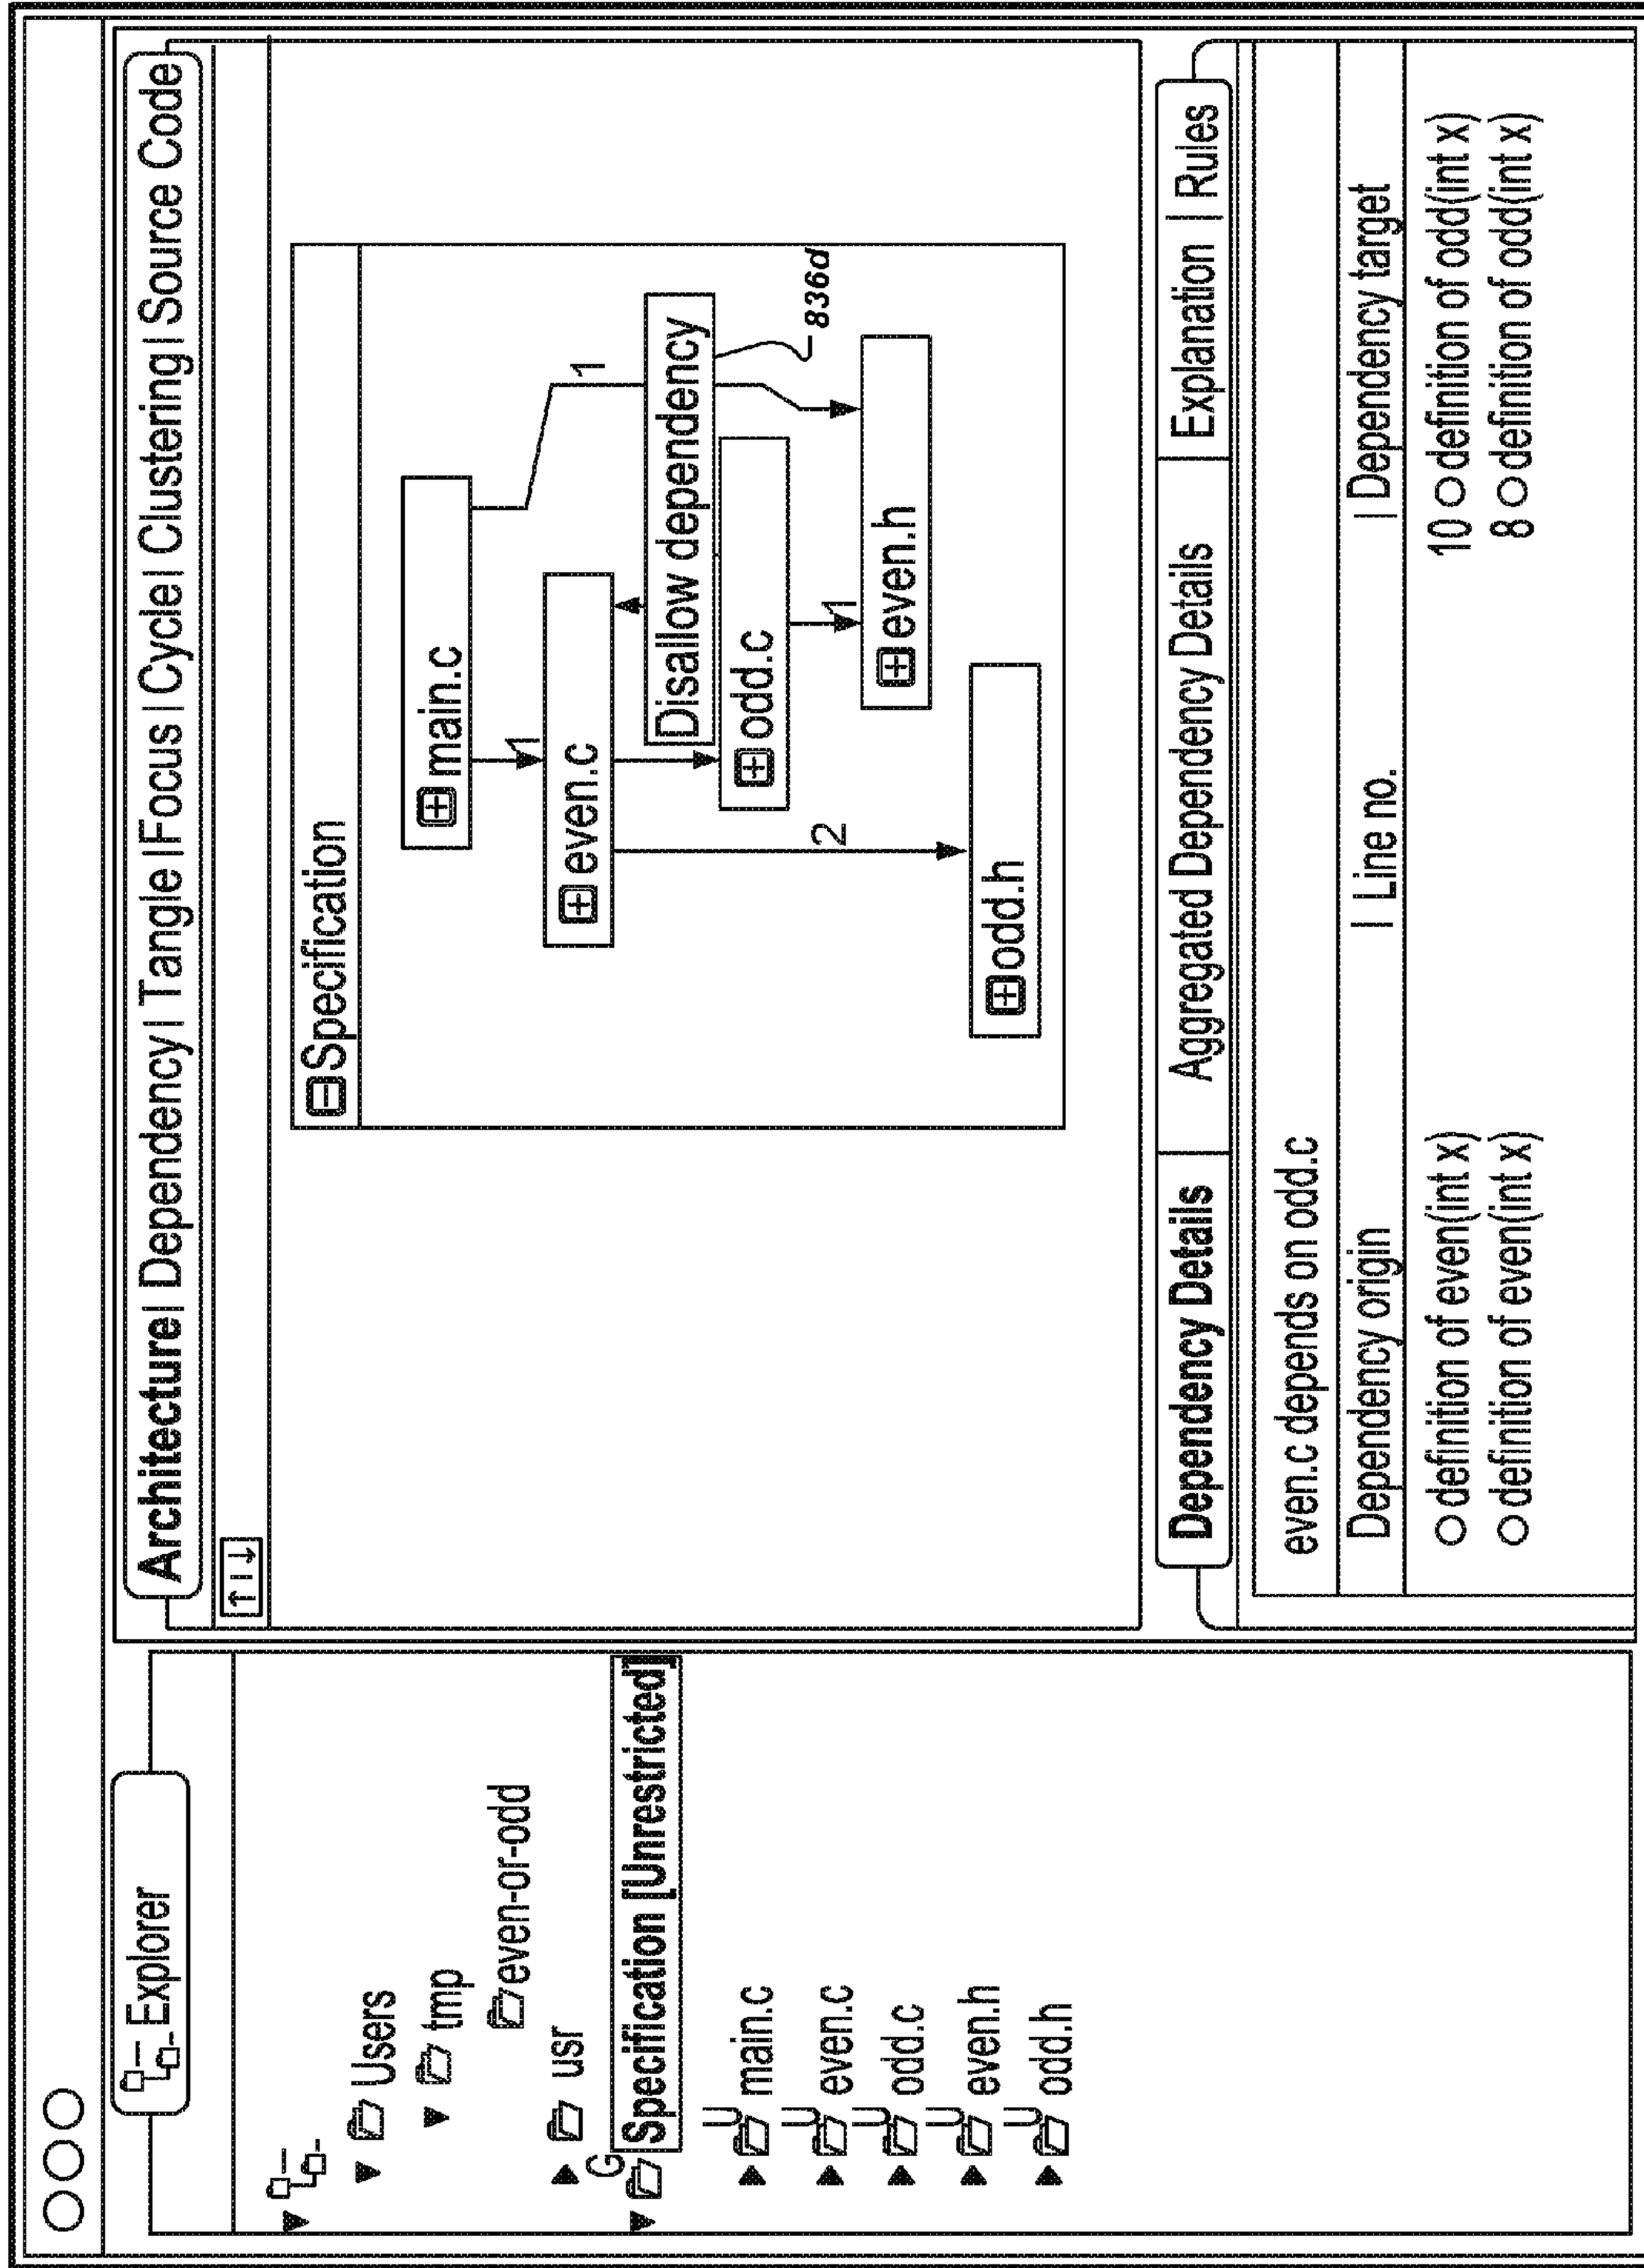 Explorer
Users
tmp
even-or-odd
usr
G
Specification [Unrestricted]
main.c
even.c
odd.c
even.h
odd.h
Architecture| Dependency| Tangle |Focus | Cycle| Clustering| Source Code
Specification
main.c
1
1
even.c
Disallow dependency
836d
odd.c
2
1
even.h
odd.h
Dependency Details Aggregated Dependency Details Explanation | Rules
even.c depends on odd.c
Dependency origin | Line no. | Dependency target
definition of even(int x) 10 definition of odd(int x)
definition of even(int x) 8 definition of odd(int x)